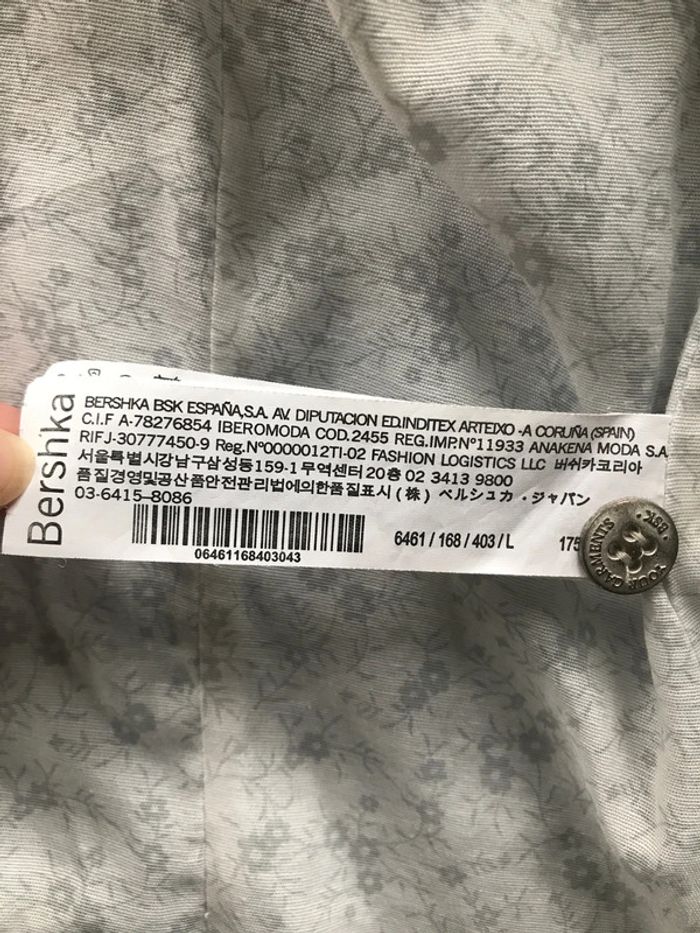 Bershka
BERSHKA BSK ESPAÑA,S.A. AV. DIPUTACION ED.INDITEX ARTEIXO -A CORUÑA (SPAIN)
C.I.F A-78276854 IBEROMODA COD.2455 REG.IMP.Nº11933 ANAKENA MODA S.A
RIFJ-30777450-9 Reg.Nº0000012TI-02 FASHION LOGISTICS LLC 버쉬카코리아
서울특별시강남구삼성동159-1무역센터20층 02 3413 9800
품질경영및공산품안전관리법에의한품질표시 (株) ベルシュカ・ジャパン
03-6415-8086
06461168403043
6461 / 168 / 403 / L
175
YOUR GARMENTS
· BSK ·